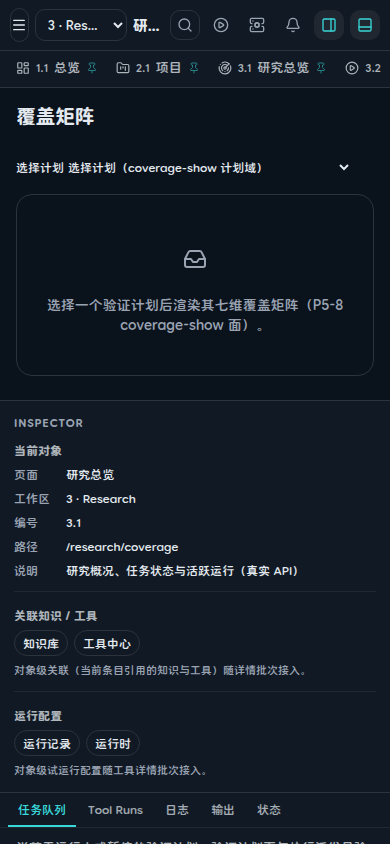 3 · Res... 研...
1.1 总览 2.1 项目 3.1 研究总览 3.2
覆盖矩阵
选择计划 选择计划（coverage-show 计划域）
选择一个验证计划后渲染其七维覆盖矩阵（P5-8
coverage-show 面）。
INSPECTOR
当前对象
页面 研究总览
工作区 3 · Research
编号 3.1
路径 /research/coverage
说明 研究概况、任务状态与活跃运行（真实 API）
关联知识 / 工具
知识库 工具中心
对象级关联（当前条目引用的知识与工具）随详情批次接入。
运行配置
运行记录 运行时
对象级试运行配置随工具详情批次接入。
任务队列 Tool Runs 日志 输出 状态